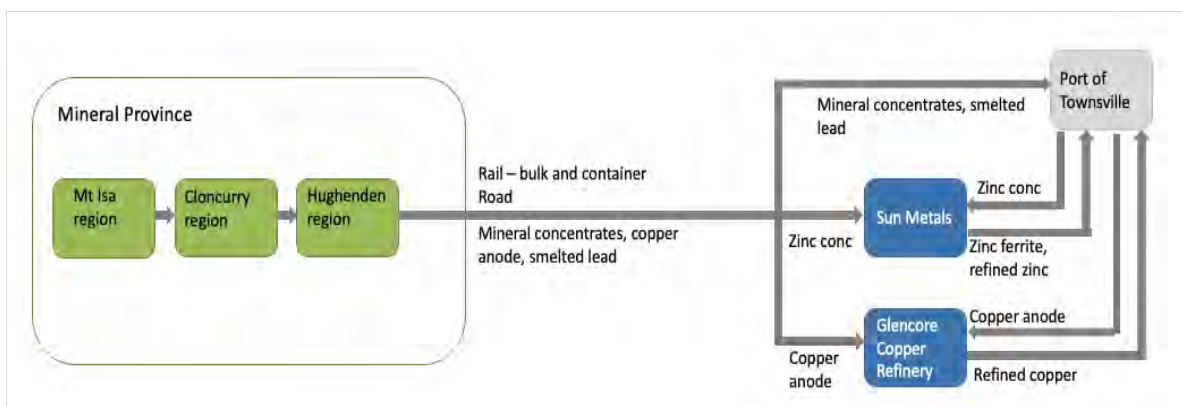 Mineral Province
Mt Isa
region
Cloncurry
region
Hughenden
region
Rail – bulk and container
Road
Mineral concentrates, copper
anode, smelted lead
Mineral concentrates, smelted
lead
Port of
Townsville
Zinc conc
Sun Metals
Zinc conc
Zinc ferrite,
refined zinc
Copper
anode
Glencore
Copper
Refinery
Copper anode
Refined copper